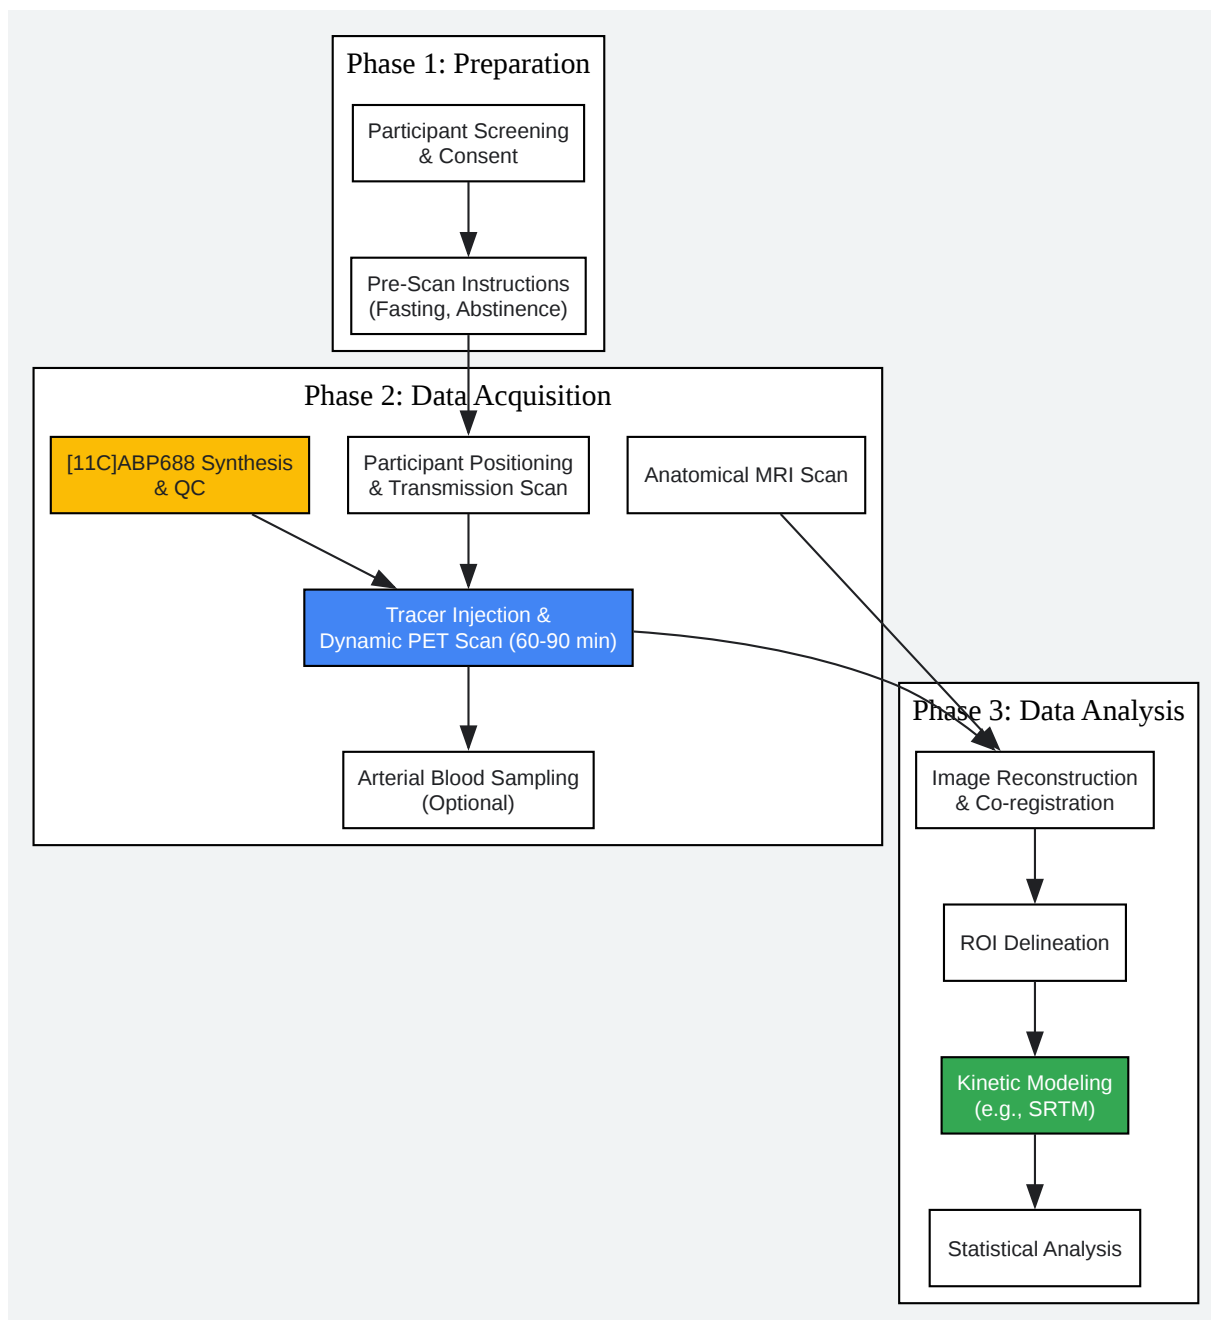 Phase 1: Preparation
Participant Screening
& Consent
Pre-Scan Instructions
(Fasting, Abstinence)
Phase 2: Data Acquisition
[11C]ABP688 Synthesis
& QC
Participant Positioning
& Transmission Scan
Anatomical MRI Scan
Tracer Injection &
Dynamic PET Scan (60-90 min)
Arterial Blood Sampling
(Optional)
Phase 3: Data Analysis
Image Reconstruction
& Co-registration
ROI Delineation
Kinetic Modeling
(e.g., SRTM)
Statistical Analysis